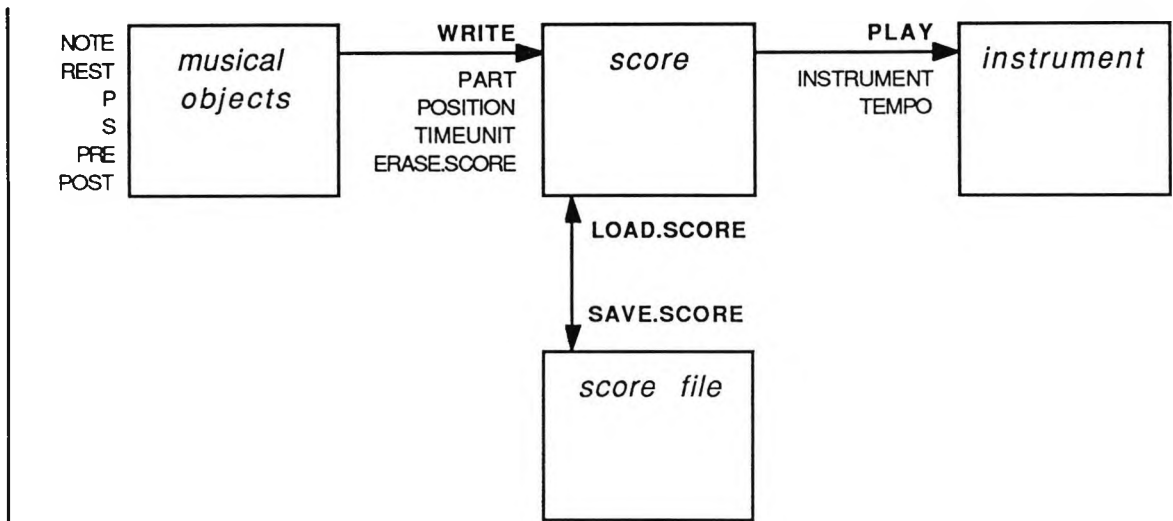 NOTE
REST
P
S
PRE
POST
musical
objects
WRITE
PART
POSITION
TIMEUNIT
ERASE.SCORE
score
PLAY
INSTRUMENT
TEMPO
instrument
LOAD.SCORE
SAVE.SCORE
score file